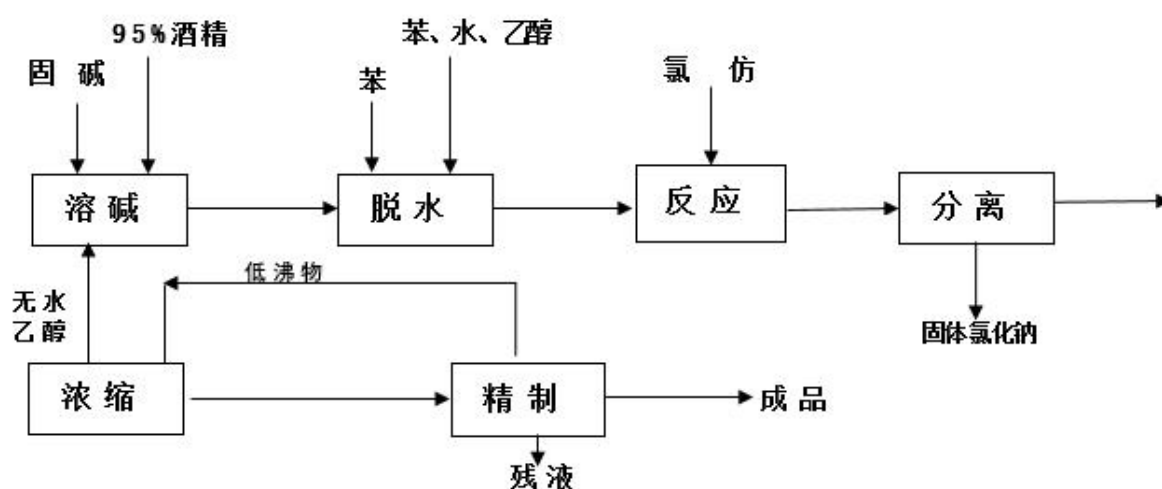 95%酒精
苯、水、乙醇
固 碱
苯
氯 仿
溶碱
脱水
反应
分离
低沸物
无水
乙醇
固体氯化钠
浓缩
精制
成品
残液